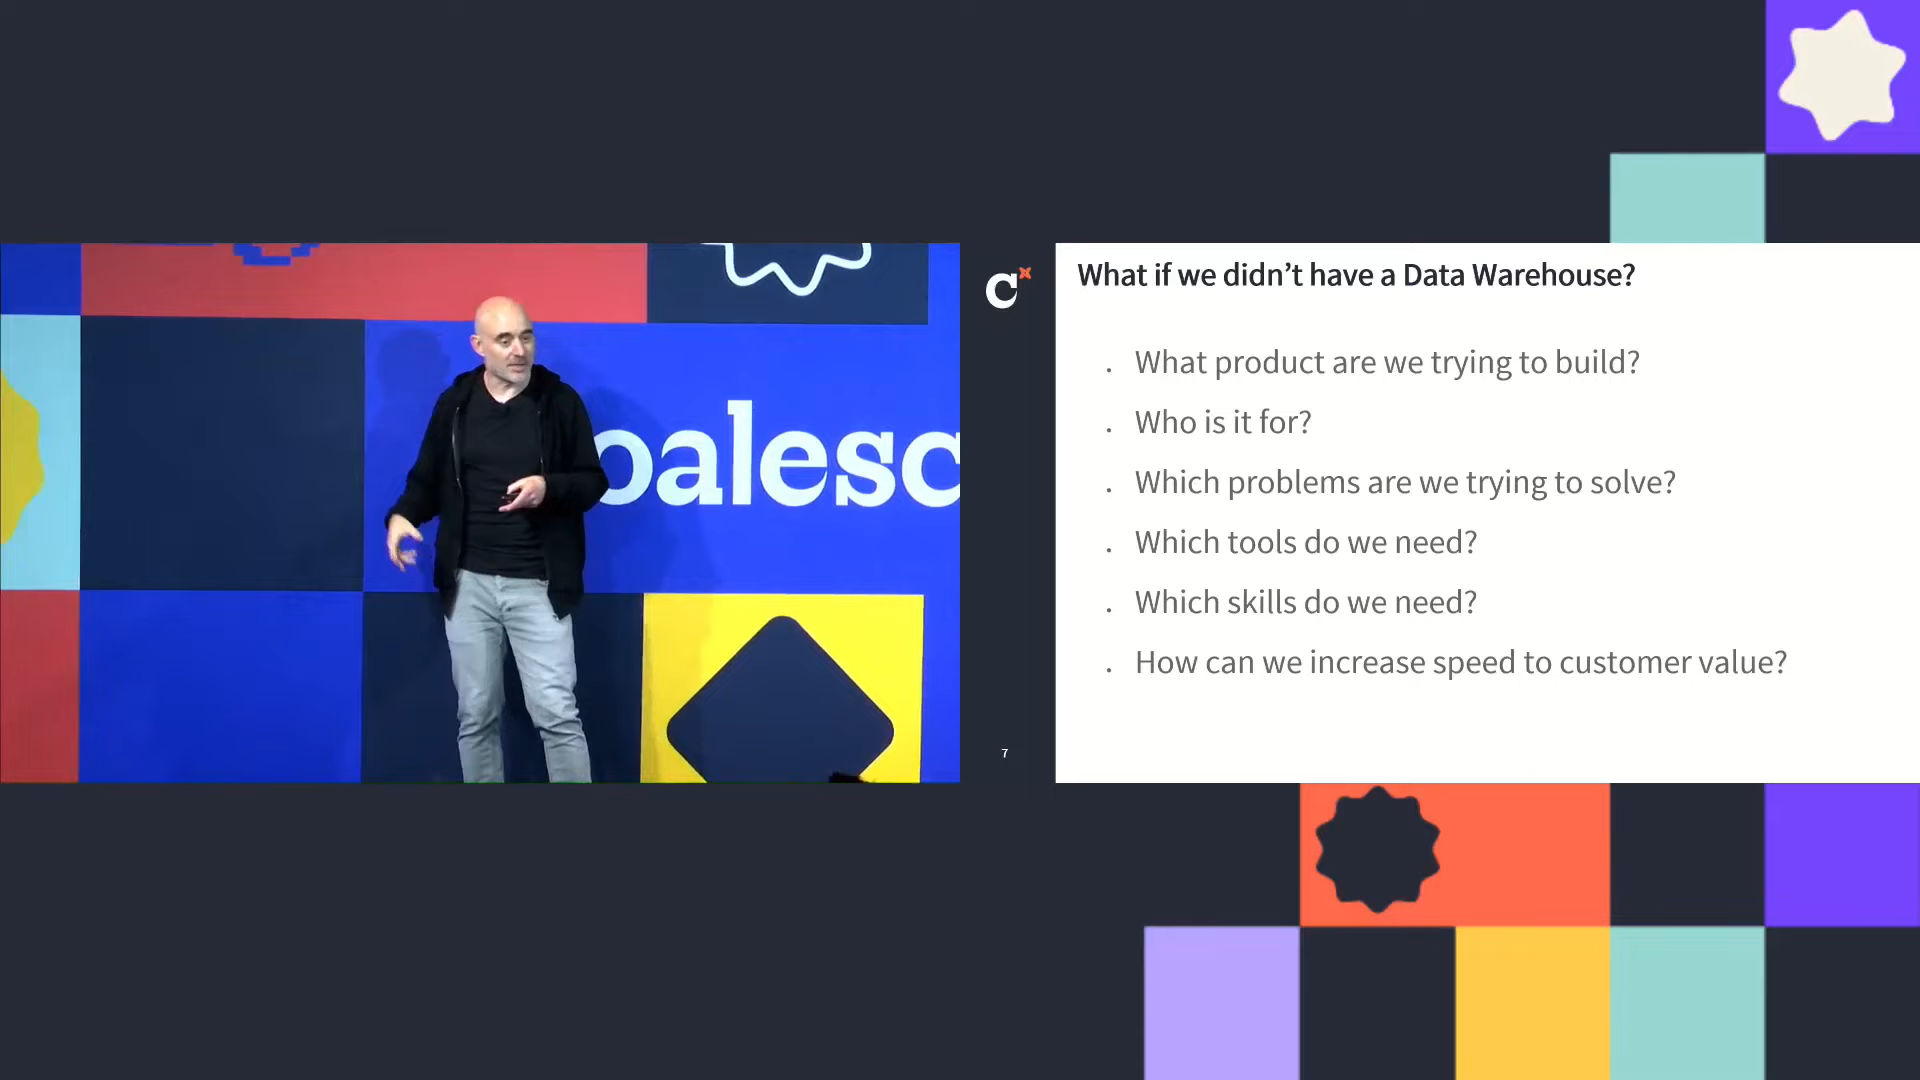 oalesc
c
What if we didn’t have a Data Warehouse?
. What product are we trying to build?
. Who is it for?
. Which problems are we trying to solve?
. Which tools do we need?
. Which skills do we need?
. How can we increase speed to customer value?
7